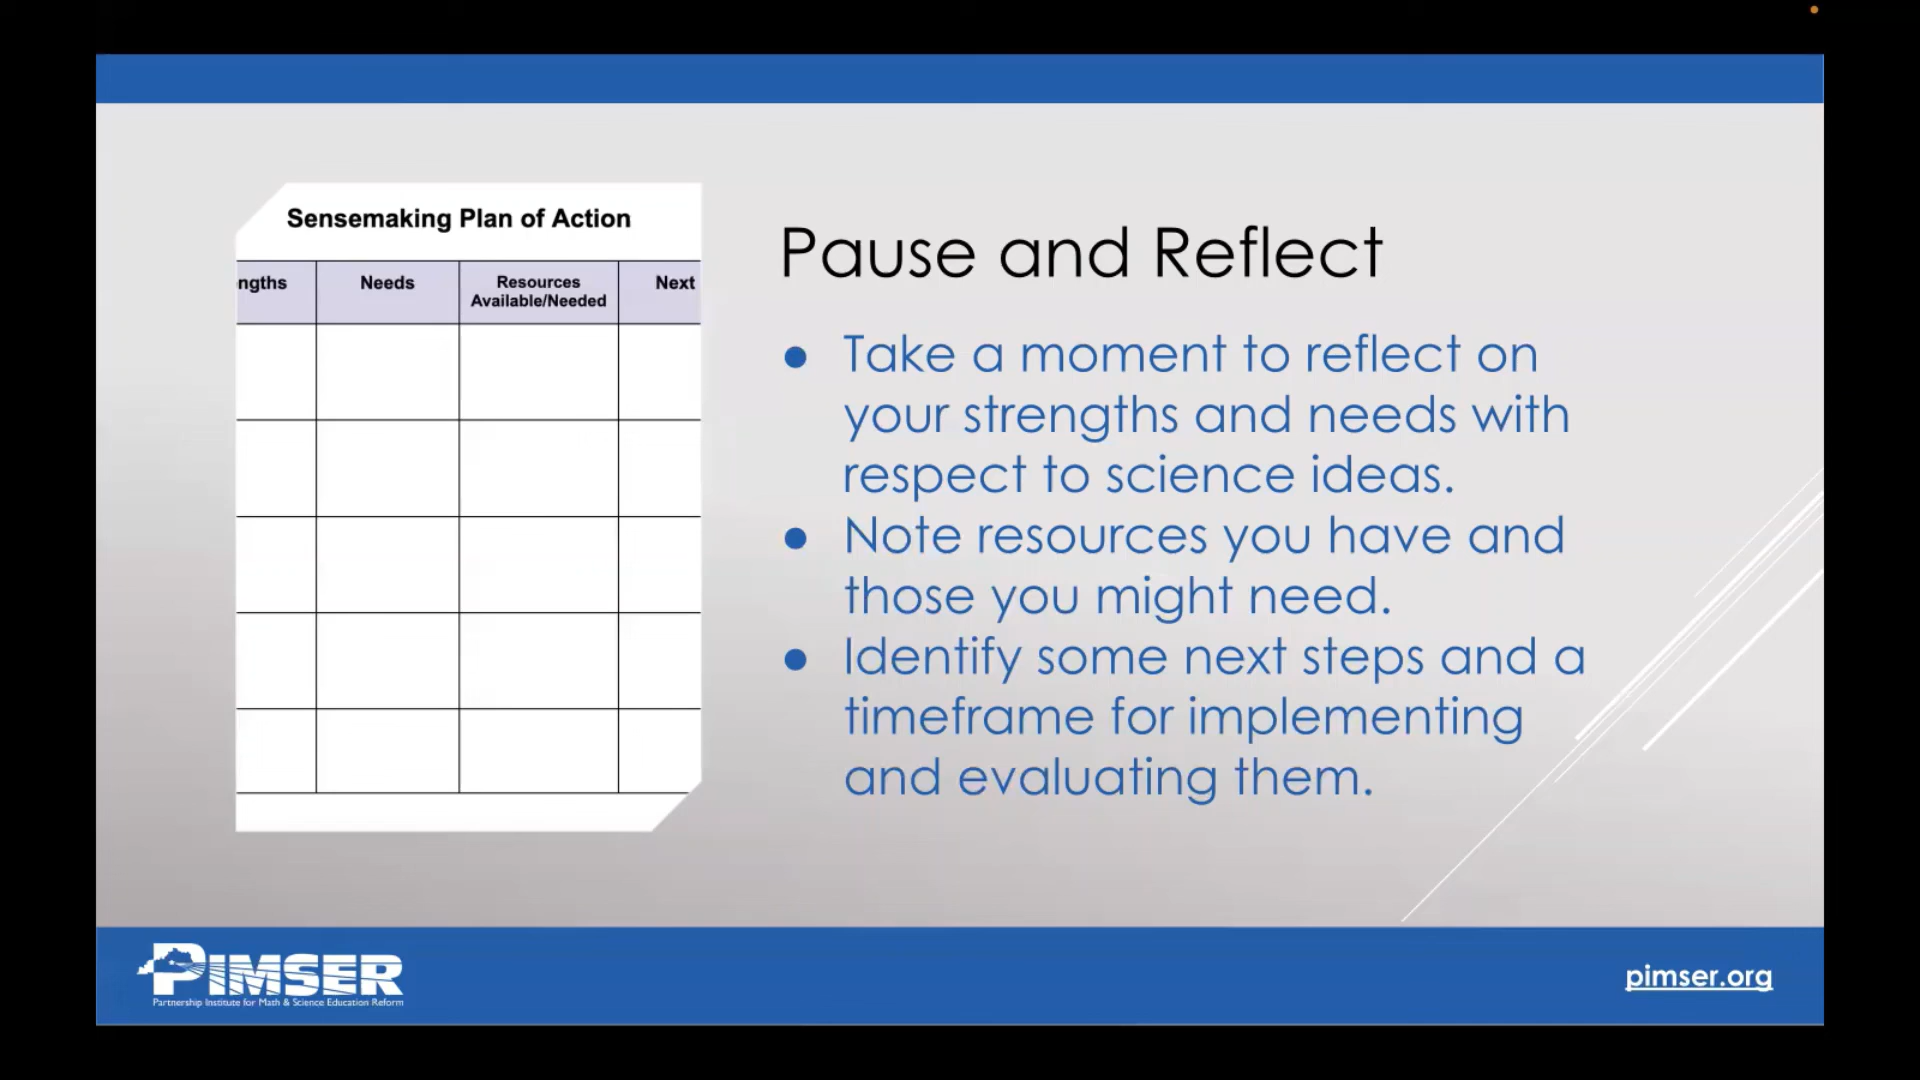 Sensemaking Plan of Action
ngths Needs Resources Available/Needed Next
Pause and Reflect
● Take a moment to reflect on
your strengths and needs with
respect to science ideas.
● Note resources you have and
those you might need.
● Identify some next steps and a
timeframe for implementing
and evaluating them.
PIMSER
Partnership Institute for Math & Science Education Reform
pimser.org